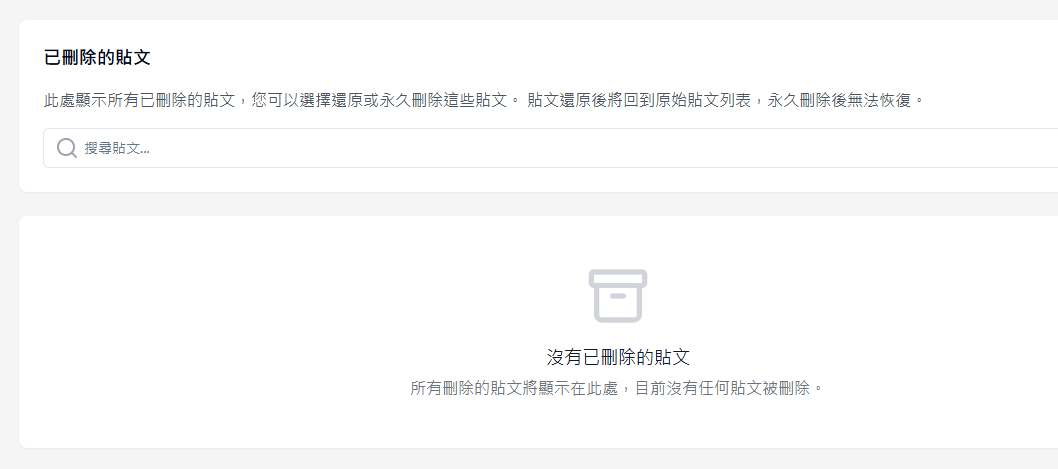 已刪除的貼文
此處顯示所有已刪除的貼文，您可以選擇還原或永久刪除這些貼文。 貼文還原後將回到原始貼文列表，永久刪除後無法恢復。
搜尋貼文...
沒有已刪除的貼文
所有刪除的貼文將顯示在此處，目前沒有任何貼文被刪除。